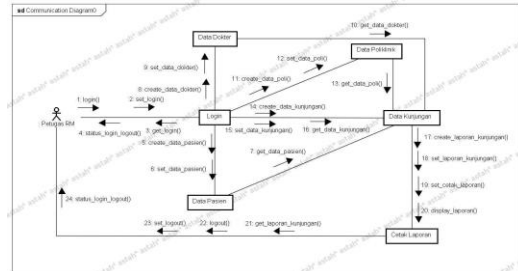 sd Communication Diagram0
10: get_data_dokter()
Data Dokter
Data Poliklinik
9: set_data_dokter()
12: set_data_poli()
8: create_data_dokter()
11: create_data_poli()
13: get_data_poli()
1: login()
2: set_login()
14: create_data_kunjungan()
Petugas RM
Login
Data Kunjungan
4: status_login_logout()
3: get_login()
15: set_data_kunjungan()
16: get_data_kunjungan()
5: create_data_pasien()
17: create_laporan_kunjungan()
7: get_data_pasien()
18: set_laporan_kunjungan()
6: set_data_pasien()
19: set_cetak_laporan()
24: status_login_logout()
Data Pasien
20: display_laporan()
23: set_logout()
22: logout()
21: get_laporan_kunjungan()
Cetak Laporan